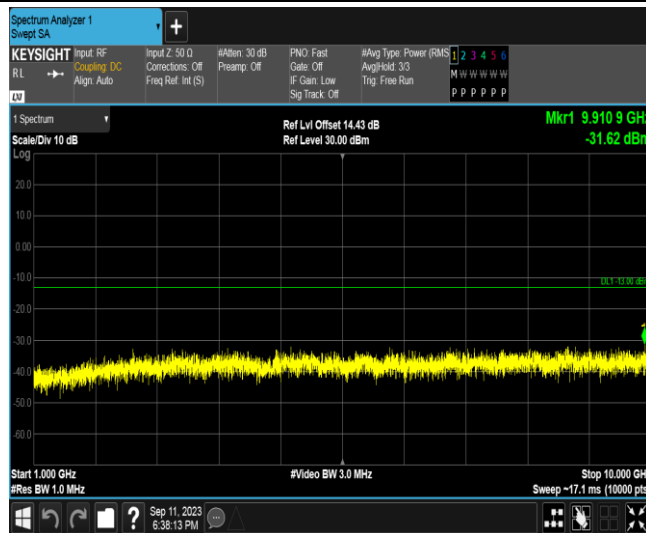 Spectrum Analyzer 1
Swept SA
+
KEYSIGHT Input: RF Input Z: 50 Ω #Atten: 30 dB PNO: Fast #Avg Type: Power (RMS 1 2 3 4 5 6
RL Coupling: DC Corrections: Off Preamp: Off Gate: Off Avg|Hold: 3/3 M W W W W W
Align: Auto Freq Ref: Int (S) IF Gain: Low Trig: Free Run
LXI Sig Track: Off P P P P P P
1 Spectrum Ref Lvl Offset 14.43 dB Mkr1 9.910 9 GHz
Scale/Div 10 dB Ref Level 30.00 dBm -31.62 dBm
Log
20.0
10.0
0.00
-10.0 DL1 -13.00 dBm
-20.0
-30.0
-40.0
-50.0
-60.0
Start 1.000 GHz #Video BW 3.0 MHz Stop 10.000 GHz
#Res BW 1.0 MHz Sweep ~17.1 ms (10000 pts
? Sep 11, 2023
6:38:13 PM